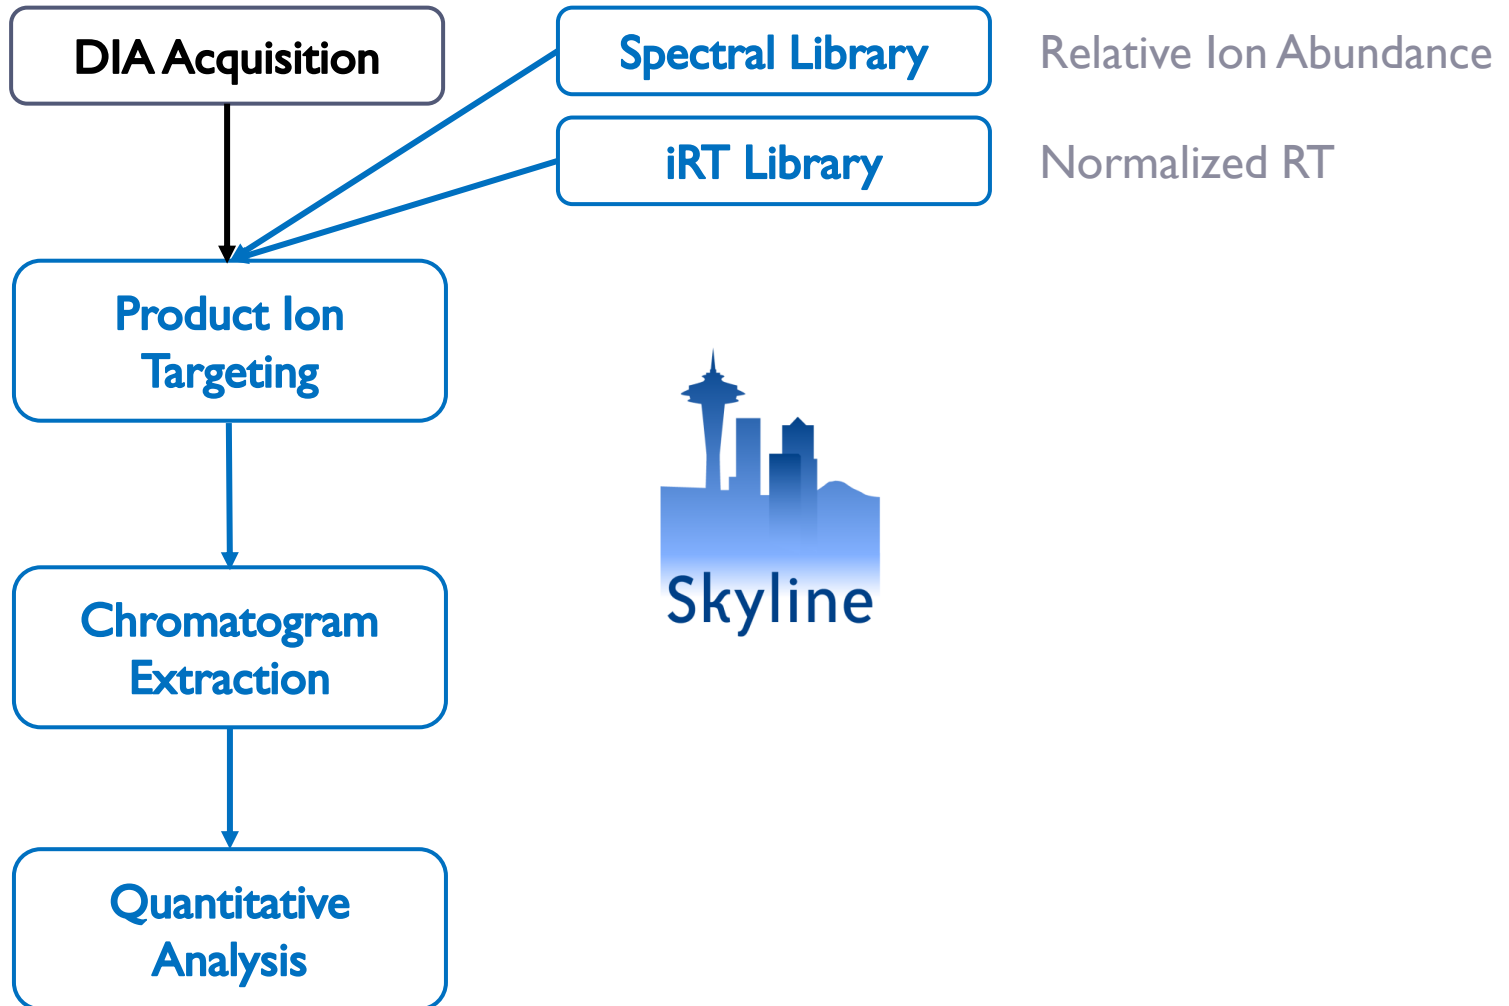 DIA Acquisition
Spectral Library
Relative Ion Abundance
iRT Library
Normalized RT
Product Ion
Targeting
Skyline
Chromatogram
Extraction
Quantitative
Analysis